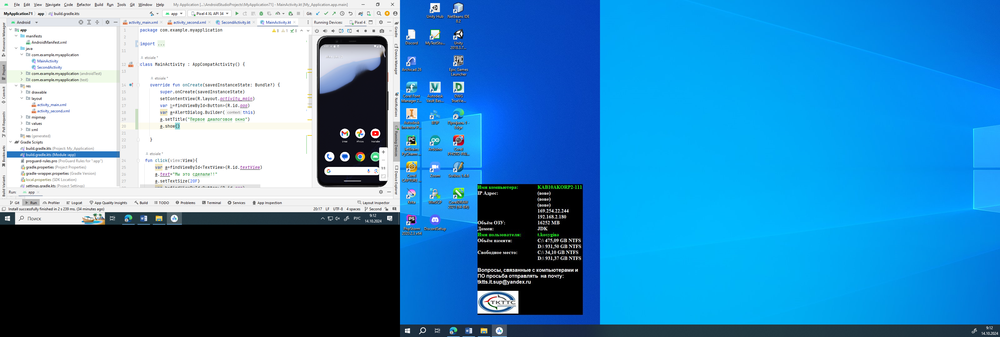 File Edit View Navigate Code Refactor Build Run Tools Git Window Help My Application [...\AndroidStudioProjects\MyApplication71] - MainActivity.kt [My_Application.app.main]
MyApplication71 app build.gradle.kts
app Pixel 4 XL API 34 Git:
Android
activity_main.xml activity_second.xml SecondActivity.kt MainActivity.kt
Running Devices: Pixel 4
Resource Manager
Project
Commit
Pull Requests
Bookmarks
Build Variants
app
manifests
AndroidManifest.xml
java
com.example.myapplication
MainActivity
SecondActivity
com.example.myapplication (androidTest)
com.example.myapplication (test)
res
drawable
layout
activity_main.xml
activity_second.xml
mipmap
values
xml
res (generated)
Gradle Scripts
build.gradle.kts (Project: My_Application)
build.gradle.kts (Module :app)
proguard-rules.pro (ProGuard Rules for ":app")
gradle.properties (Project Properties)
gradle-wrapper.properties (Gradle Version)
local.properties (SDK Location)
settings.gradle.kts (Project Settings)
8 1 8
1 package com.example.myapplication
2
3 import ...
11
etoiale *
12 class MainActivity : AppCompatActivity() {
13
etoiale *
14 override fun onCreate(savedInstanceState: Bundle?) {
15 super.onCreate(savedInstanceState)
16 setContentView(R.layout.activity_main)
17 var b=findViewById<Button>(R.id.aaa)
18 var a=AlertDialog.Builder( context: this)
19 a.setTitle("Первое диалоговое окно")
20 a.show()
21
22 }
23
etoiale *
24 fun click(view:View){
25 var a=findViewById<TextView>(R.id.textView)
26 a.text="Мы это сделали!!"
27 a.setTextSize(20F)
Gmail Photos YouTube
1:1
Gradle
Device Manager
Notifications
Running Devices
Device Explorer
Run: app
Git Run Profiler Logcat App Quality Insights Build TODO Problems Terminal Services App Inspection Layout Inspector
Install successfully finished in 2 s 239 ms. (34 minutes ago) 20:17 LF UTF-8 4 spaces Second
Поиск РУС 9:12
14.10.2024
Unity Hub NetBeans IDE
8.2
Discord MyTestStu... Unity
2018.3.7...
Archicad 26 Epic Games
Launcher
Corel Font
Manager 2... Autodesk
Vault Bas... DWG
TrueVie...
Autodesk
Inventor P... ВПР Профиль 1 -
Edge
JetBrains
PyCharm ... Arduino Corel
PHOTO-PAI...
Corel
CAPTURE ... Zoom Scribus 1.4.6
Krita WinSCP CorelDRAW
2021 (64-Bit)
PhpStorm
2020.2.3 x64 DiscordSetup
Имя компьютера: KAB10AKORP2-111
IP Адрес: (none)
(none)
(none)
169.254.22.244
192.168.2.180
Объём ОЗУ: 16252 MB
Домен: JDK
Имя пользователя: t.kosygina
Объём памяти: C:\ 475,09 GB NTFS
D:\ 931,50 GB NTFS
Свободное место: C:\ 34,10 GB NTFS
D:\ 931,37 GB NTFS
Вопросы, связанные с компьютерами и
ПО просьба отправлять на почту:
tktts.it.sup@yandex.ru
ТКТТС
9:12
14.10.2024